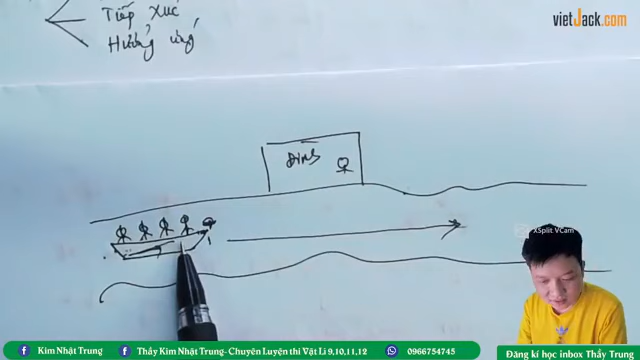 Tiếp xúc
Hưởng ứng
vietJack.com
XSplit VCam
Kim Nhật Trung
Thầy Kim Nhật Trung- Chuyên Luyện thi Vật Lí 9,10,11,12
0966754745
Đăng kí học inbox Thầy Trung